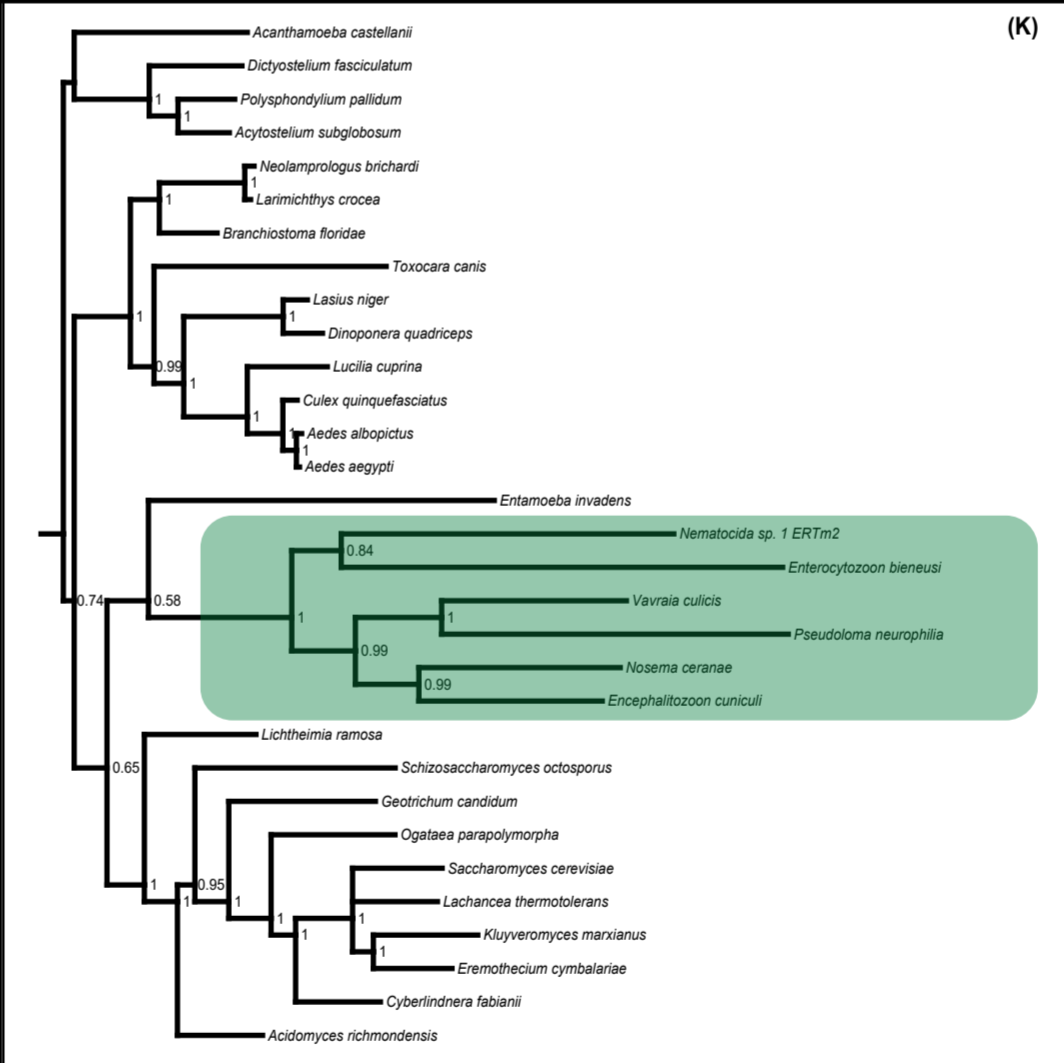 (K)
Acanthamoeba castellanii
Dictyostelium fasciculatum
1
Polysphondylium pallidum
1
Acytostelium subglobosum
Neolamprologus brichardi
1
1
Larimichthys crocea
Branchiostoma floridae
Toxocara canis
Lasius niger
1
1
Dinoponera quadriceps
0.99
Lucilia cuprina
1
Culex quinquefasciatus
1
1
Aedes albopictus
1
Aedes aegypti
Entamoeba invadens
Nematocida sp. 1 ERTm2
0.84
Enterocytozoon bieneusi
0.74
0.58
Vavraia culicis
1
1
Pseudoloma neurophilia
0.99
Nosema ceranae
0.99
Encephalitozoon cuniculi
Lichtheimia ramosa
0.65
Schizosaccharomyces octosporus
Geotrichum candidum
Ogataea parapolymorpha
Saccharomyces cerevisiae
1
0.95
1
1
Lachancea thermotolerans
1
1
1
Kluyveromyces marxianus
1
Eremothecium cymbalariae
Cyberlindnera fabianii
Acidomyces richmondensis